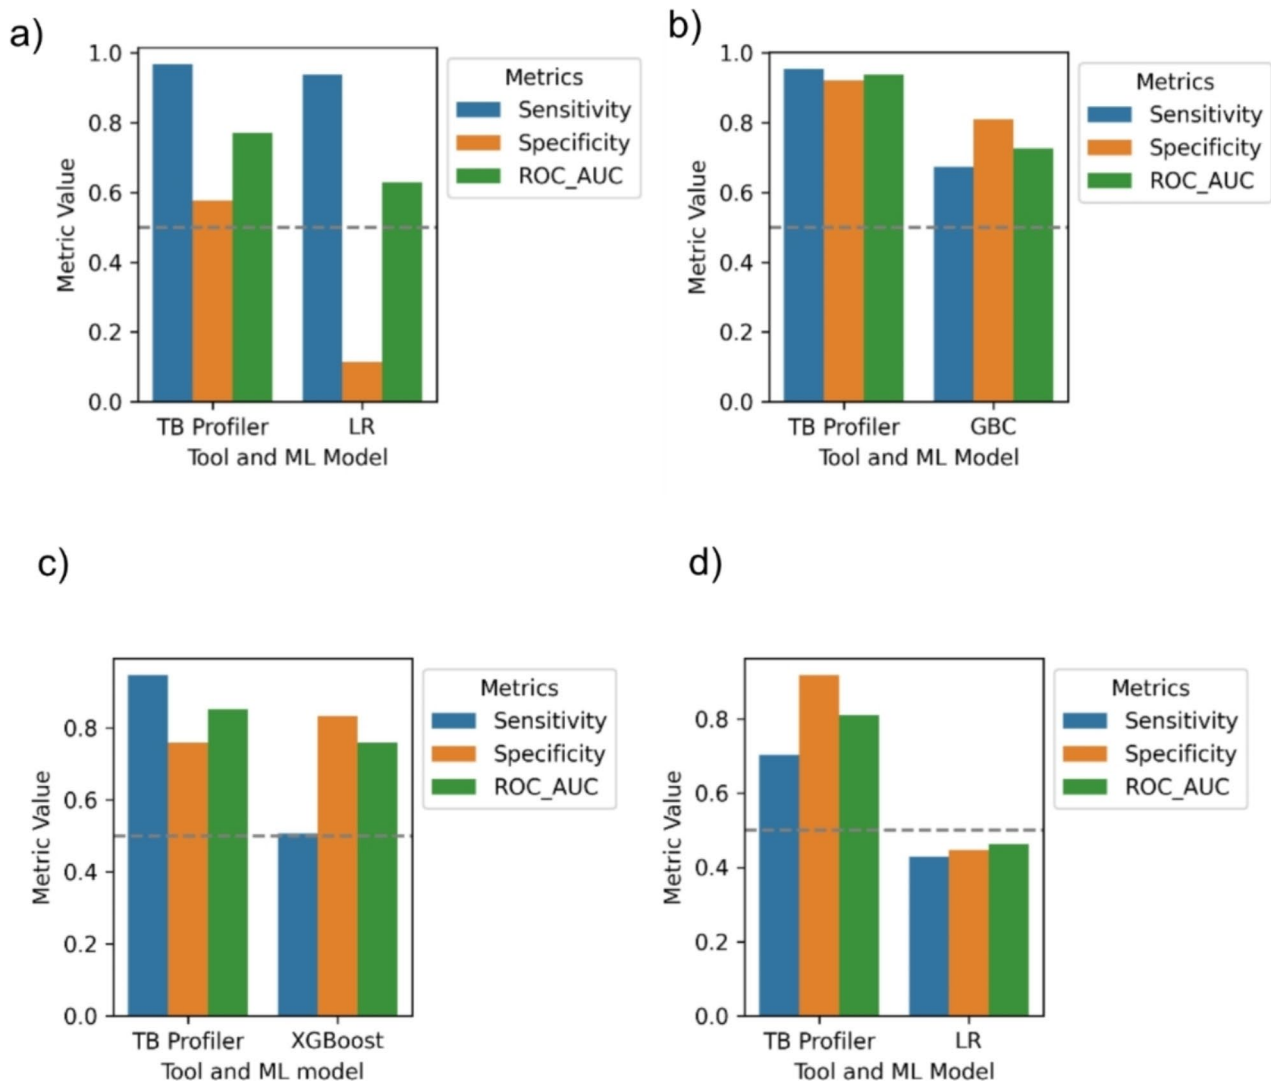 a)
Metric Value
1.0
0.8
0.6
0.4
0.2
0.0
TB Profiler
LR
Tool and ML Model
Metrics
Sensitivity
Specificity
ROC_AUC
b)
Metric Value
1.0
0.8
0.6
0.4
0.2
0.0
TB Profiler
GBC
Tool and ML Model
Metrics
Sensitivity
Specificity
ROC_AUC
c)
Metric Value
0.8
0.6
0.4
0.2
0.0
TB Profiler
XGBoost
Tool and ML model
Metrics
Sensitivity
Specificity
ROC_AUC
d)
Metric Value
0.8
0.6
0.4
0.2
0.0
TB Profiler
LR
Tool and ML Model
Metrics
Sensitivity
Specificity
ROC_AUC